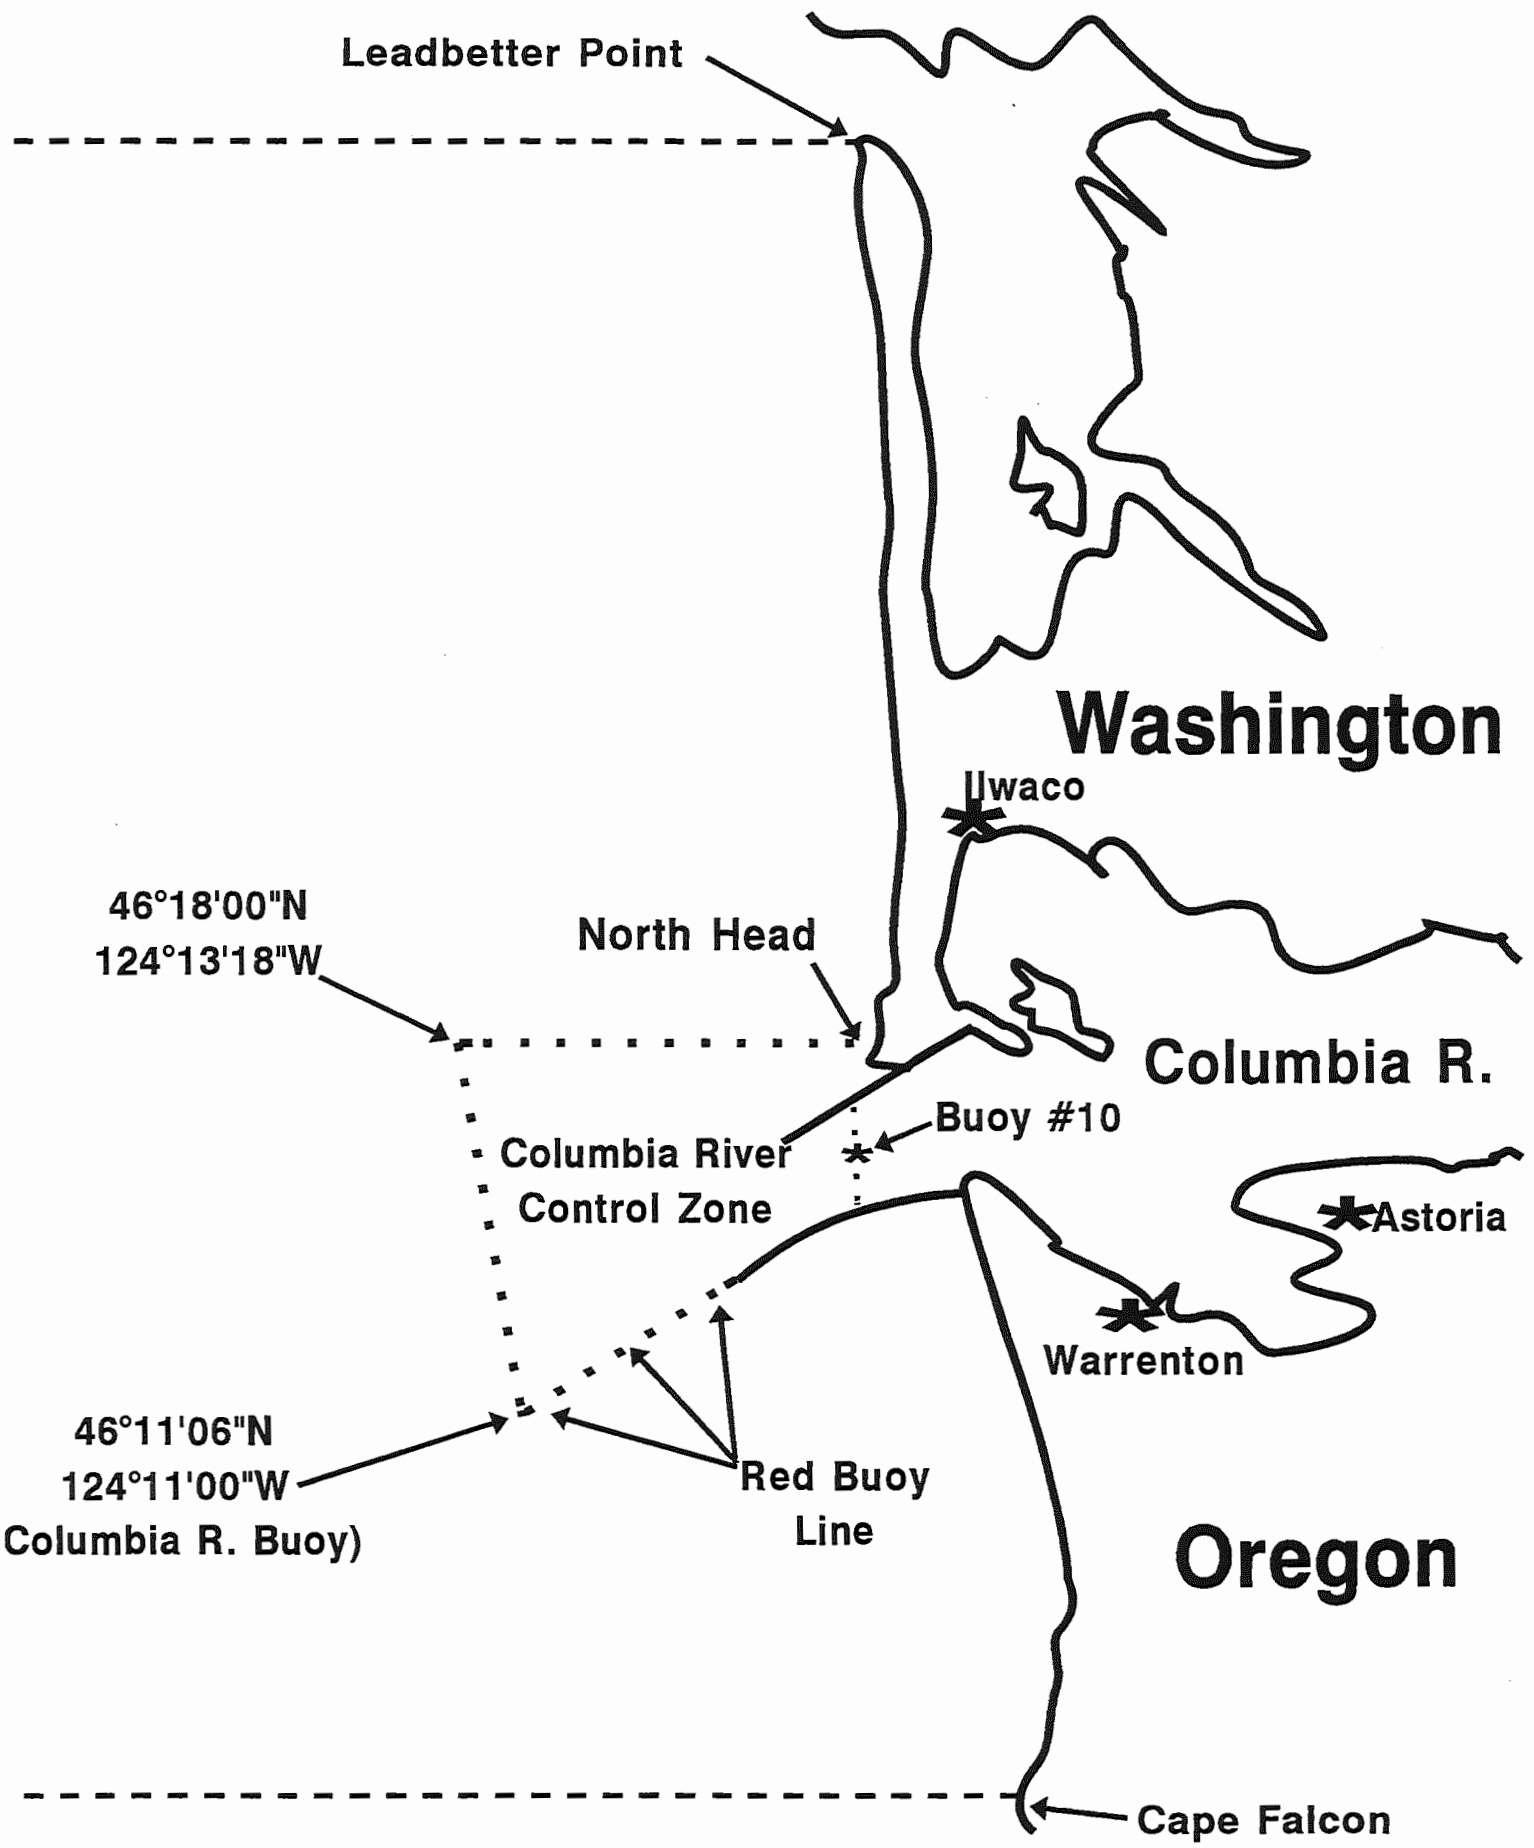 Leadbetter Point
Washington
Ilwaco
46°18'00"N
124°13'18"W
North Head
Columbia R.
Buoy #10
Columbia River
Control Zone
Astoria
Warrenton
46°11'06"N
124°11'00"W
Columbia R. Buoy)
Red Buoy
Line
Oregon
Cape Falcon